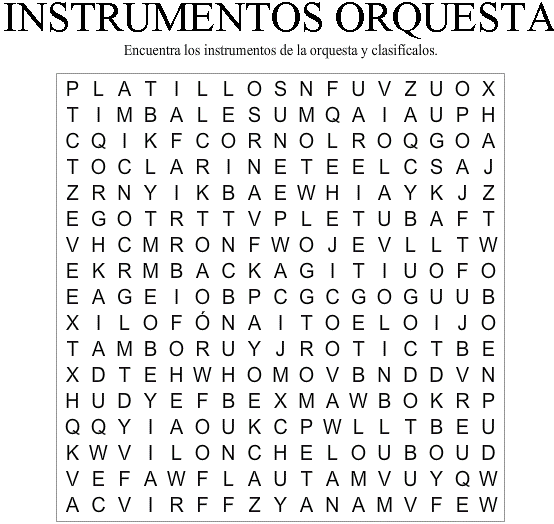 INSTRUMENTOS ORQUESTA
Encuentra los instrumentos de la orquesta y clasifícalos.
P L A T I L L O S N F U V Z U O X
T I M B A L E S U M Q A I A U P H
C Q I K F C O R N O L R O Q G O A
T O C L A R I N E T E E L C S A J
Z R N Y I K B A E W H I A Y K J Z
E G O T R T T V P L E T U B A F T
V H C M R O N F W O J E V L L T W
E K R M B A C K A G I T I U O F O
E A G E I O B P C G C G O G U U B
X I L O F Ó N A I T O E L O I J O
T A M B O R U Y J R O T I C T B E
X D T E H W H O M O V B N D D V N
H U D Y E F B E X M A W B O K R P
Q Q Y I A O U K C P W L L T B E U
K W V I L O N C H E L O U B O U D
V E F A W F L A U T A M V U Y Q W
A C V I R F F Z Y A N A M V F E W